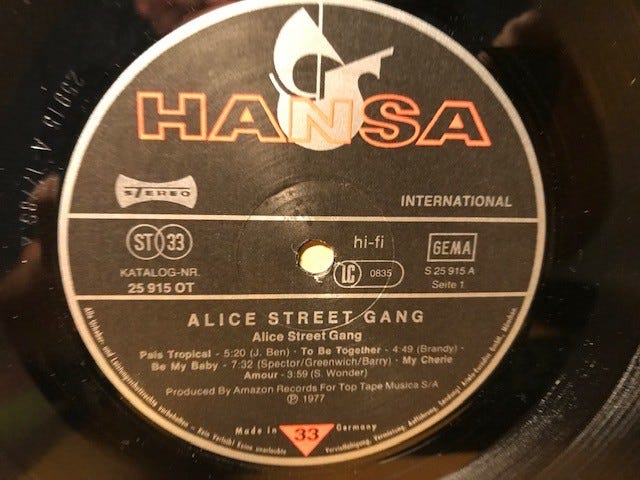 HANSA
STEREO
INTERNATIONAL
ST 33
hi-fi
LC 0835
GEMA
KATALOG-NR.
25 915 OT
S 25 915 A
Seite 1
ALICE STREET GANG
Alice Street Gang
Pais Tropical - 5:20 (J. Ben) · To Be Together - 4:49 (Brandy) ·
Be My Baby - 7:32 (Spector/Greenwich/Barry) · My Cherie
Amour - 3:59 (S. Wonder)
Produced By Amazon Records For Top Tape Musica S/A
℗ 1977
Made in Germany
33